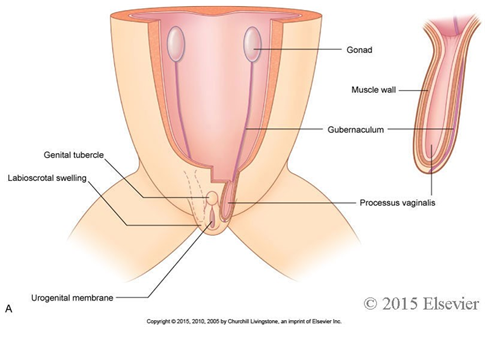 Gonad
Muscle wall
Gubernaculum
Genital tubercle
Labioscrotal swelling
Processus vaginalis
Urogenital membrane
A
© 2015 Elsevier
Copyright © 2015, 2010, 2005 by Churchill Livingstone, an imprint of Elsevier Inc.